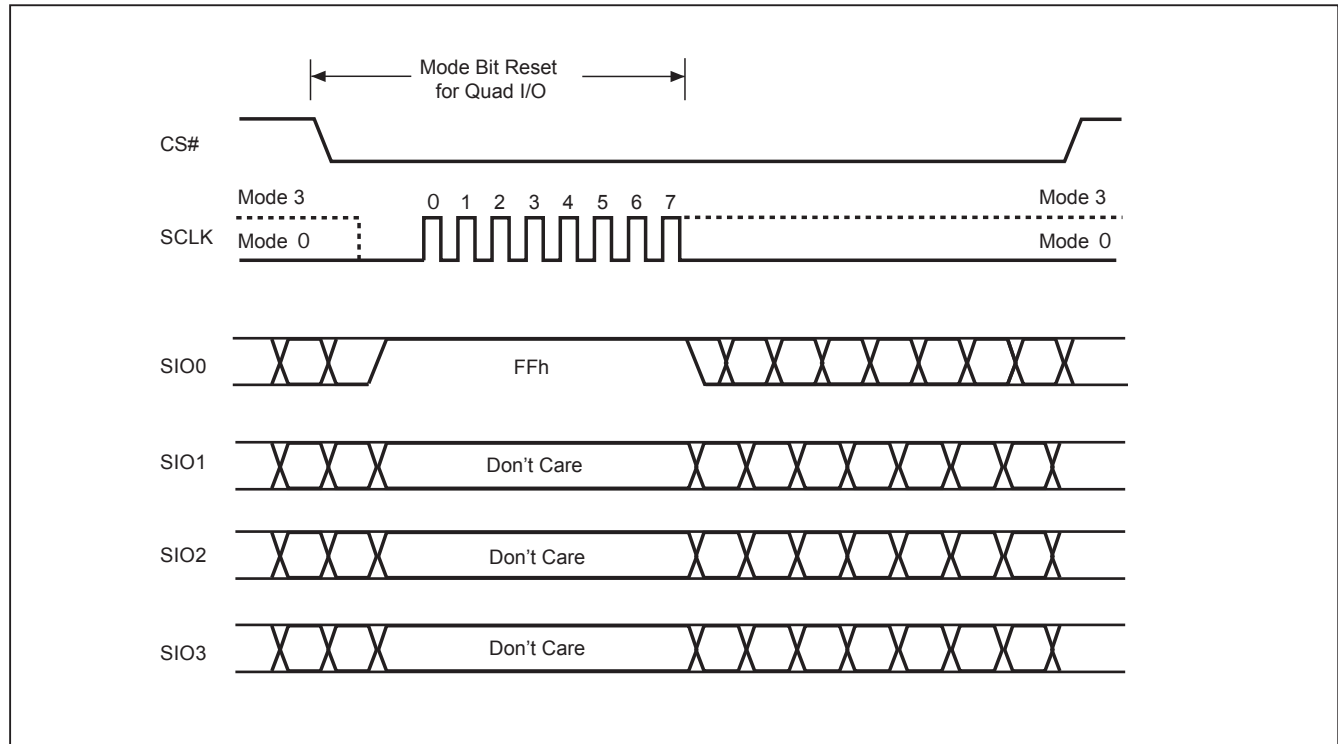 Mode Bit Reset
for Quad I/O
CS#
Mode 3
0 1 2 3 4 5 6 7
Mode 3
SCLK
Mode 0
Mode 0
SIO0
FFh
SIO1
Don't Care
SIO2
Don't Care
SIO3
Don't Care